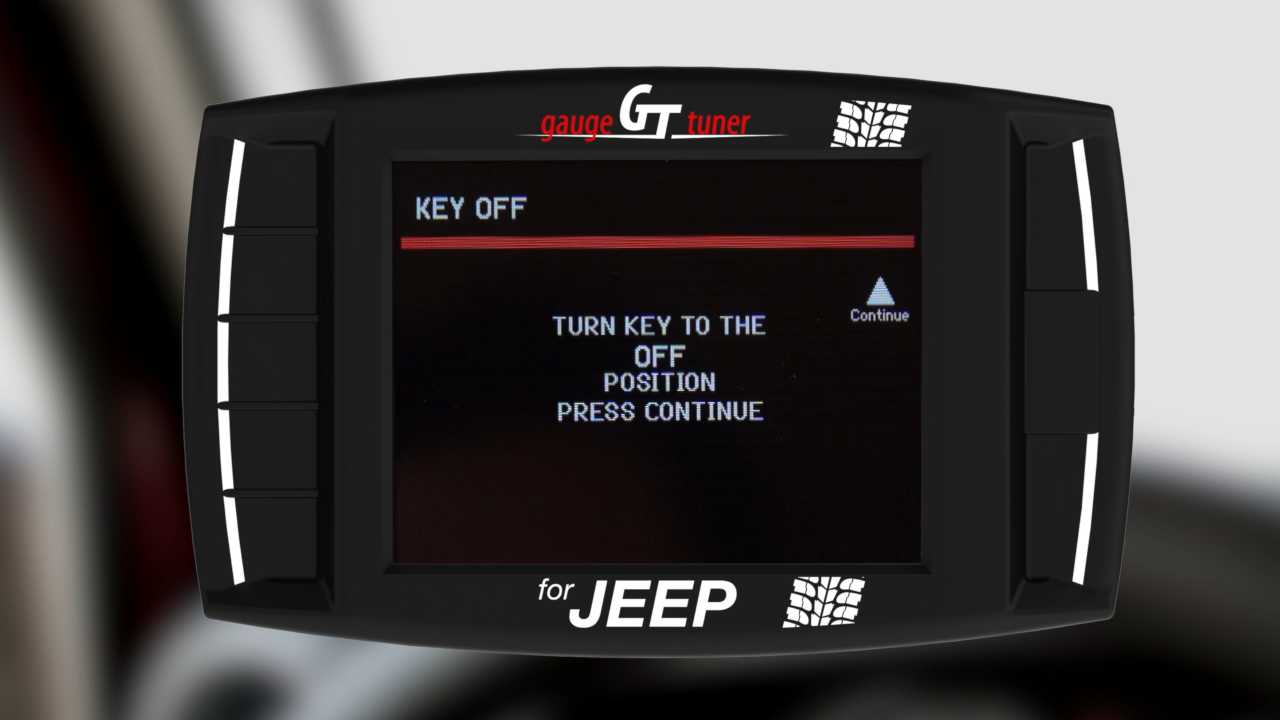 gauge GT tuner
KEY OFF
Continue
TURN KEY TO THE
OFF
POSITION
PRESS CONTINUE
for JEEP